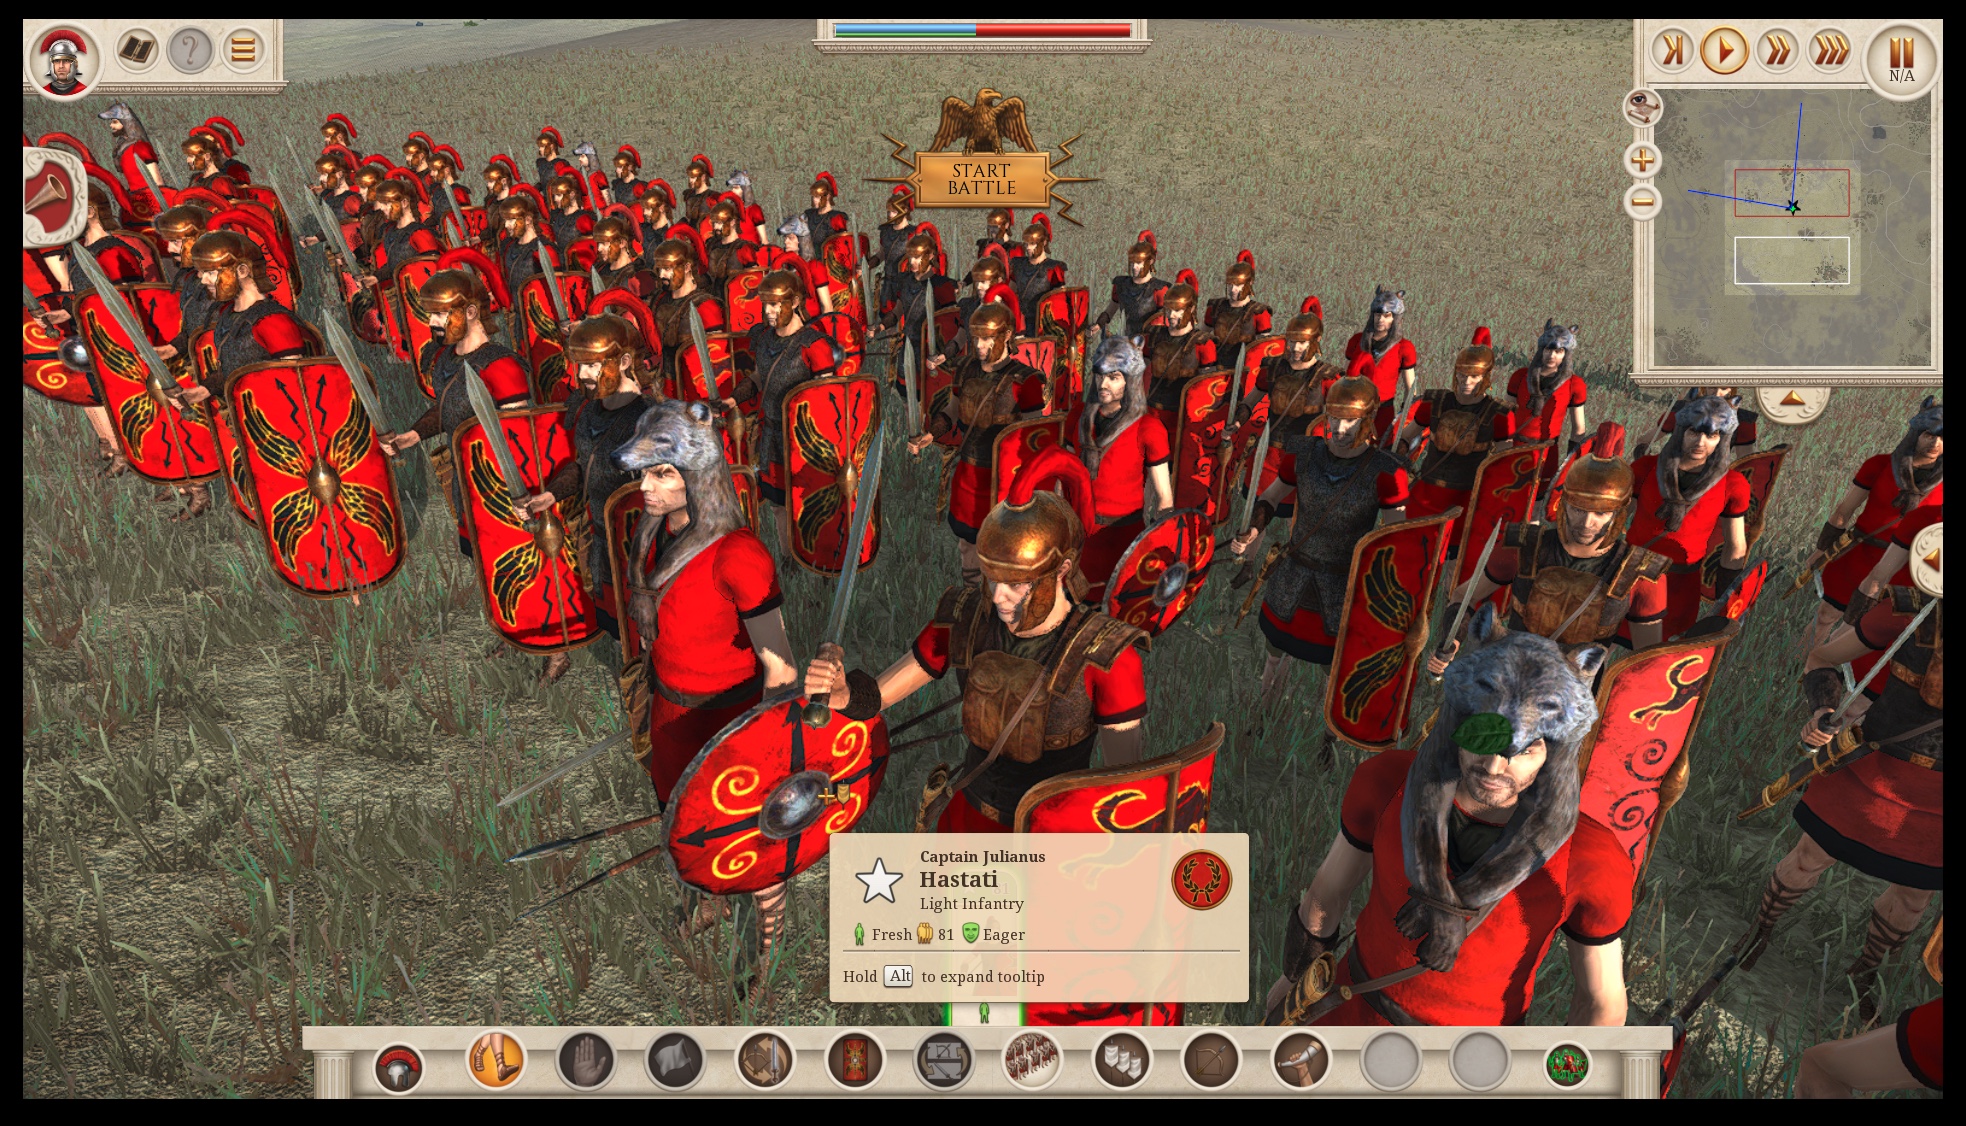 N/A
START
BATTLE
Captain Julianus
Hastati
Light Infantry
Fresh 81 Eager
Hold Alt to expand tooltip